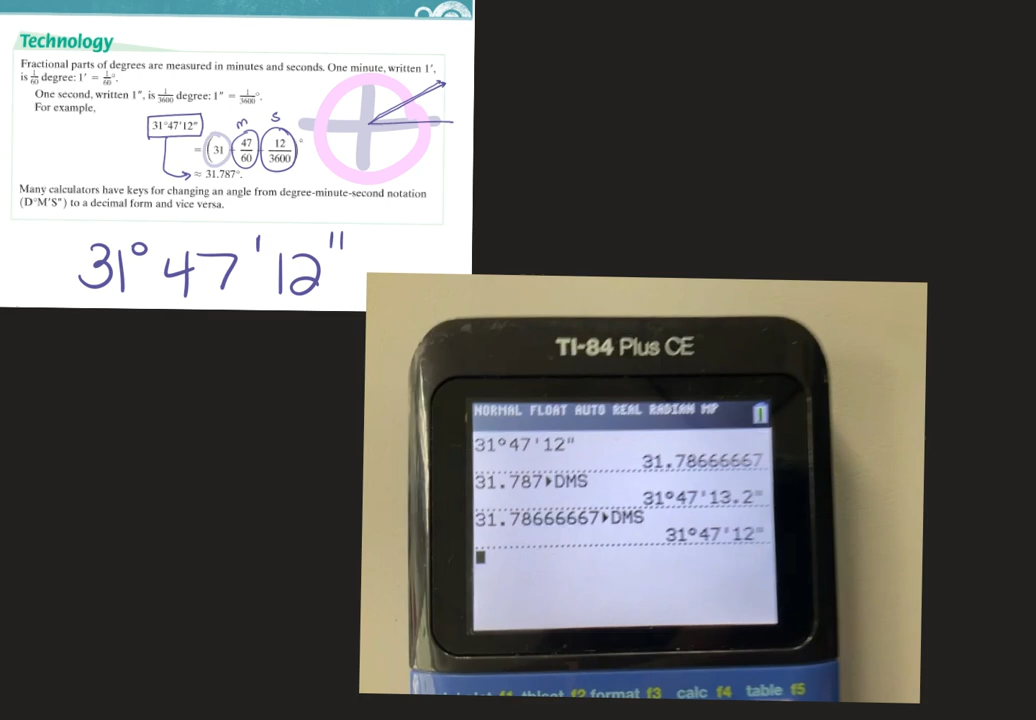 Technology
Fractional parts of degrees are measured in minutes and seconds. One minute, written 1′,
is 1/60 degree: 1′ = 1/60°.
One second, written 1″, is 1/3600 degree: 1″ = 1/3600°.
For example,
m s
31°47′12″
= (31 + 47/60 + 12/3600)°
≈ 31.787°.
Many calculators have keys for changing an angle from degree-minute-second notation
(D°M′S″) to a decimal form and vice versa.
31° 47 ' 12 "
TI-84 Plus CE
NORMAL FLOAT AUTO REAL RADIAN MP
31°47'12"
31.78666667
31.787▸DMS
31°47'13.2"
31.78666667▸DMS
31°47'12"
f1 tblset f2 format f3 calc f4 table f5